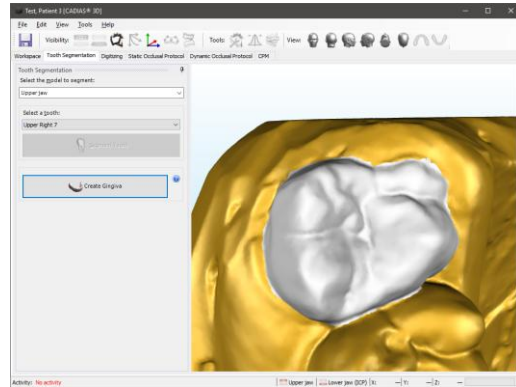 Test, Patient 3 [CADIAS® 3D]
File Edit View Tools Help
Visibility: Tools: View:
Workspace Tooth Segmentation Digitizing Static Occlusal Protocol Dynamic Occlusal Protocol CPM
Tooth Segmentation
Select the model to segment:
Upper jaw
Select a tooth:
Upper Right 7
Create Gingiva
Activity: No activity
Upper jaw Lower jaw (ICP) X: — Y: — Z: —